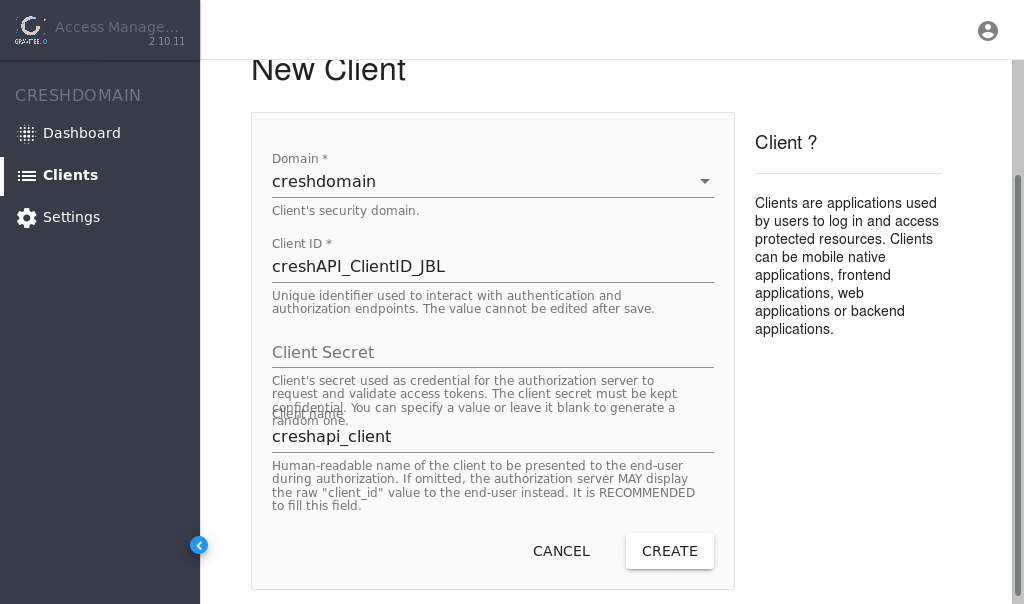 GRAVITEE.IO
Access Manage...
2.10.11
CRESHDOMAIN
Dashboard
Clients
Settings
New Client
Domain *
creshdomain
Client's security domain.
Client ID *
creshAPI_ClientID_JBL
Unique identifier used to interact with authentication and
authorization endpoints. The value cannot be edited after save.
Client Secret
Client's secret used as credential for the authorization server to
request and validate access tokens. The client secret must be kept
confidential. You can specify a value or leave it blank to generate a
random one.
Client name
creshapi_client
Human-readable name of the client to be presented to the end-user
during authorization. If omitted, the authorization server MAY display
the raw "client_id" value to the end-user instead. It is RECOMMENDED
to fill this field.
CANCEL
CREATE
Client ?
Clients are applications used
by users to log in and access
protected resources. Clients
can be mobile native
applications, frontend
applications, web
applications or backend
applications.